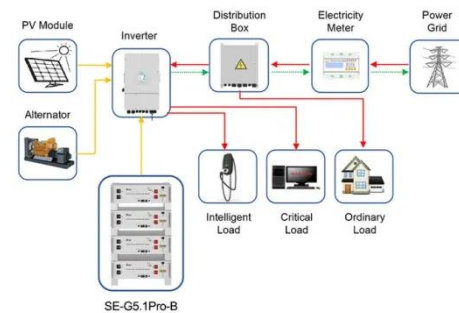 PV Module
Inverter
Distribution
Box
Electricity
Meter
Power
Grid
Alternator
Intelligent
Load
Critical
Load
Ordinary
Load
SE-G5.1Pro-B